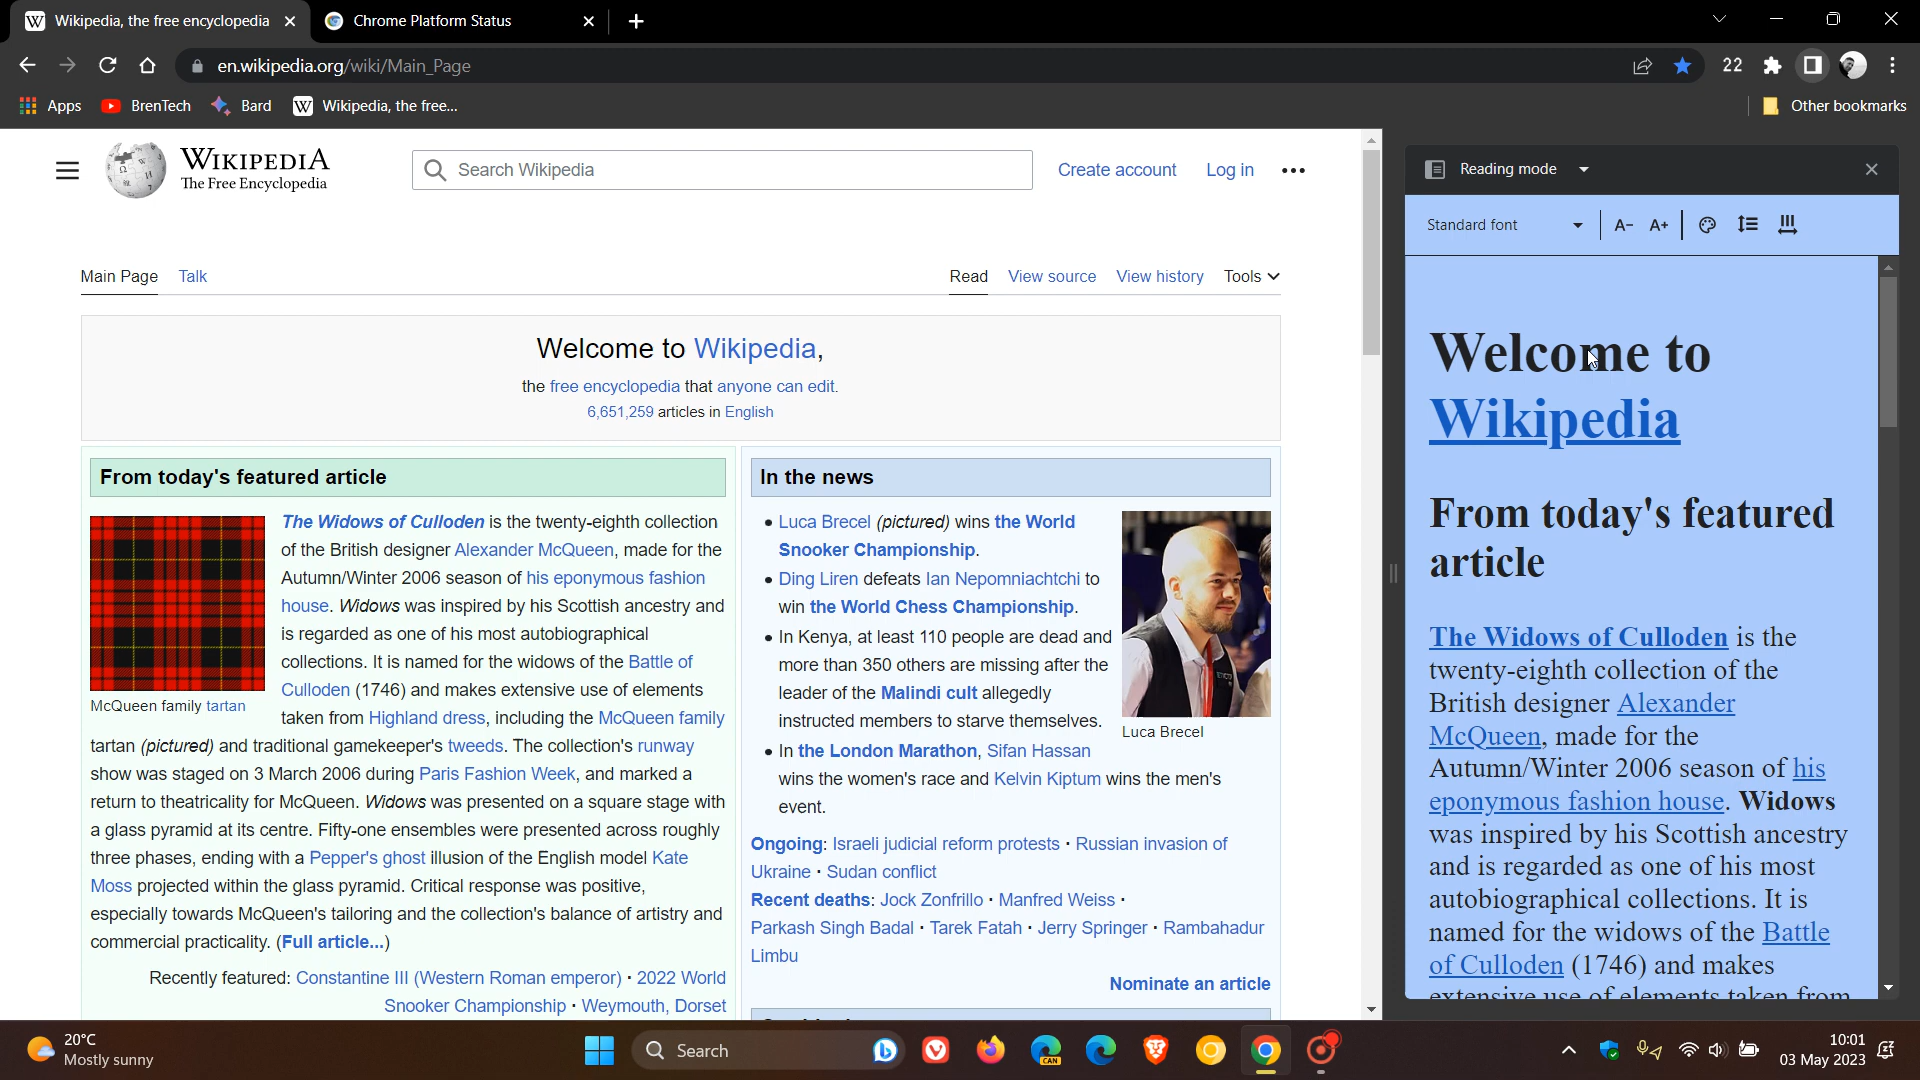 Wikipedia, the free encyclopedia
Chrome Platform Status
en.wikipedia.org/wiki/Main_Page
22
Apps
BrenTech
Bard
Wikipedia, the free...
Other bookmarks
WIKIPEDIA
The Free Encyclopedia
Search Wikipedia
Create account
Log in
Main Page
Talk
Read
View source
View history
Tools
Welcome to Wikipedia,
the free encyclopedia that anyone can edit.
6,651,259 articles in English
From today's featured article
The Widows of Culloden is the twenty-eighth collection
of the British designer Alexander McQueen, made for the
Autumn/Winter 2006 season of his eponymous fashion
house. Widows was inspired by his Scottish ancestry and
is regarded as one of his most autobiographical
collections. It is named for the widows of the Battle of
Culloden (1746) and makes extensive use of elements
taken from Highland dress, including the McQueen family
McQueen family tartan
tartan (pictured) and traditional gamekeeper's tweeds. The collection's runway
show was staged on 3 March 2006 during Paris Fashion Week, and marked a
return to theatricality for McQueen. Widows was presented on a square stage with
a glass pyramid at its centre. Fifty-one ensembles were presented across roughly
three phases, ending with a Pepper's ghost illusion of the English model Kate
Moss projected within the glass pyramid. Critical response was positive,
especially towards McQueen's tailoring and the collection's balance of artistry and
commercial practicality. (Full article...)
Recently featured: Constantine III (Western Roman emperor) · 2022 World
Snooker Championship · Weymouth, Dorset
In the news
• Luca Brecel (pictured) wins the World
Snooker Championship.
• Ding Liren defeats Ian Nepomniachtchi to
win the World Chess Championship.
• In Kenya, at least 110 people are dead and
more than 350 others are missing after the
leader of the Malindi cult allegedly
instructed members to starve themselves.
Luca Brecel
• In the London Marathon, Sifan Hassan
wins the women's race and Kelvin Kiptum wins the men's
event.
Ongoing: Israeli judicial reform protests · Russian invasion of
Ukraine · Sudan conflict
Recent deaths: Jock Zonfrillo · Manfred Weiss ·
Parkash Singh Badal · Tarek Fatah · Jerry Springer · Rambahadur
Limbu
Nominate an article
Reading mode
Standard font
A-
A+
Welcome to
Wikipedia
From today's featured
article
The Widows of Culloden is the
twenty-eighth collection of the
British designer Alexander
McQueen, made for the
Autumn/Winter 2006 season of his
eponymous fashion house. Widows
was inspired by his Scottish ancestry
and is regarded as one of his most
autobiographical collections. It is
named for the widows of the Battle
of Culloden (1746) and makes
extensive use of elements taken from
20°C
Mostly sunny
Search
CAN
10:01
03 May 2023